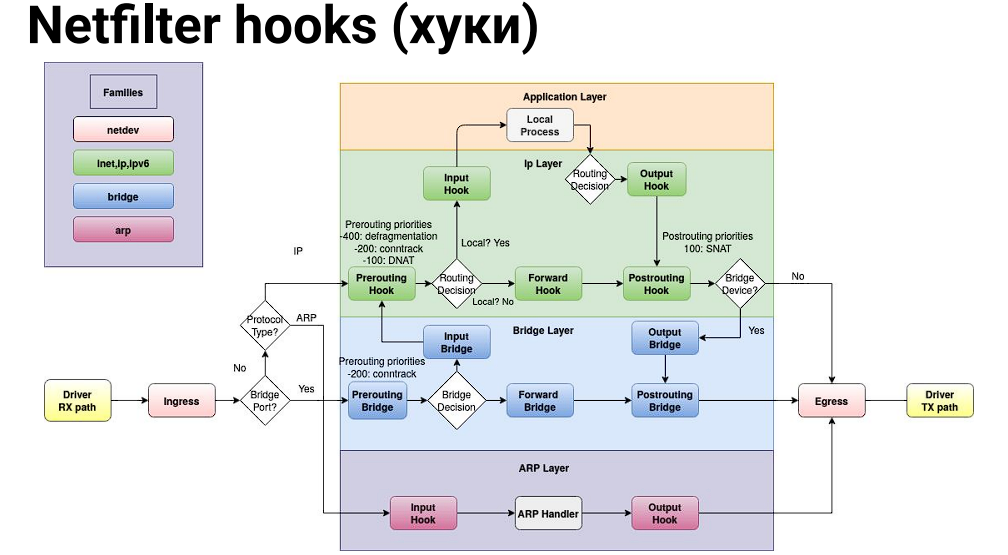 Netfilter hooks (хуки)
Families
netdev
inet,ip,ipv6
bridge
arp
Application Layer
Local
Process
Ip Layer
Routing
Decision
Output
Hook
Input
Hook
Prerouting priorities
-400: defragmentation
-200: conntrack
-100: DNAT
Local? Yes
Postrouting priorities
100: SNAT
IP
Prerouting
Hook
Routing
Decision
Local? No
Forward
Hook
Postrouting
Hook
Bridge
Device?
No
Yes
Protocol
Type?
ARP
Bridge Layer
Input
Bridge
Output
Bridge
Prerouting priorities
-200: conntrack
No
Yes
Driver
RX path
Ingress
Bridge
Port?
Prerouting
Bridge
Bridge
Decision
Forward
Bridge
Postrouting
Bridge
Egress
Driver
TX path
ARP Layer
Input
Hook
ARP Handler
Output
Hook